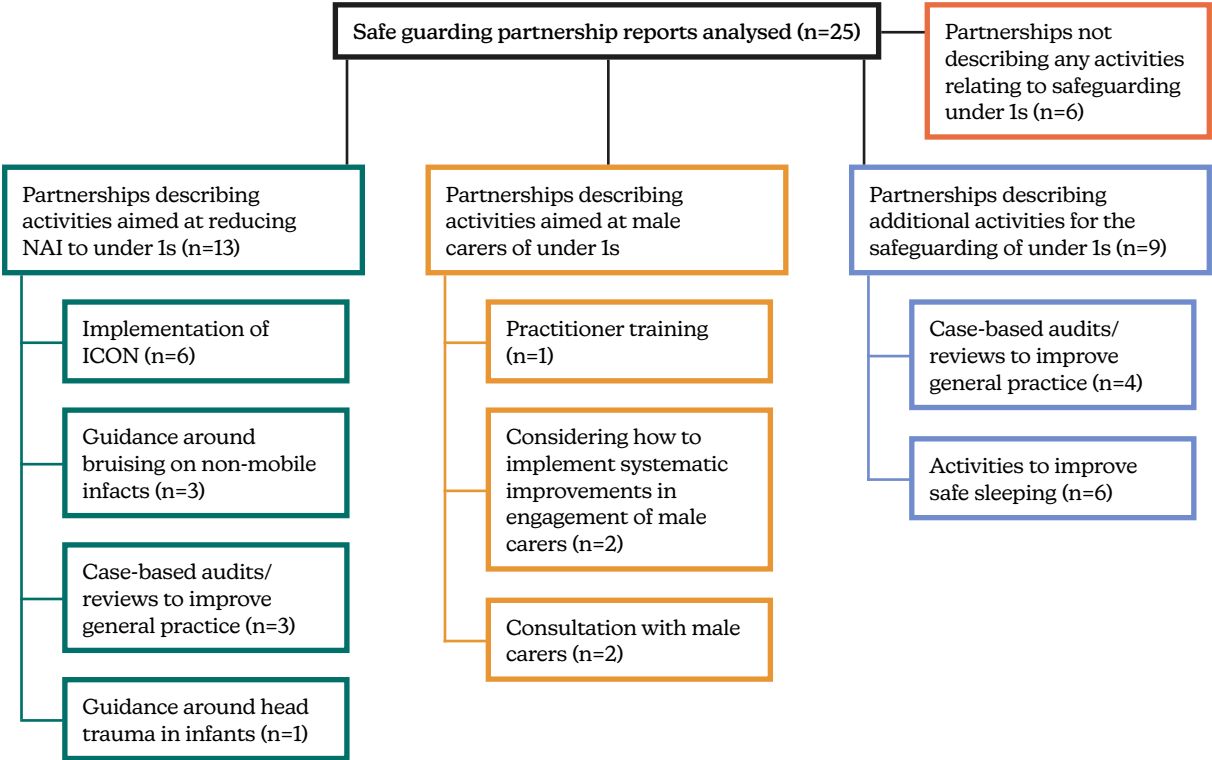 Safe guarding partnership reports analysed (n=25)
Partnerships not
describing any activities
relating to safeguarding
under 1s (n=6)
Partnerships describing
activities aimed at reducing
NAI to under 1s (n=13)
Implementation of
ICON (n=6)
Guidance around
bruising on non-mobile
infacts (n=3)
Case-based audits/
reviews to improve
general practice (n=3)
Guidance around head
trauma in infants (n=1)
Partnerships describing
activities aimed at male
carers of under 1s
Practitioner training
(n=1)
Considering how to
implement systematic
improvements in
engagement of male
carers (n=2)
Consultation with male
carers (n=2)
Partnerships describing
additional activities for the
safeguarding of under 1s (n=9)
Case-based audits/
reviews to improve
general practice (n=4)
Activities to improve
safe sleeping (n=6)